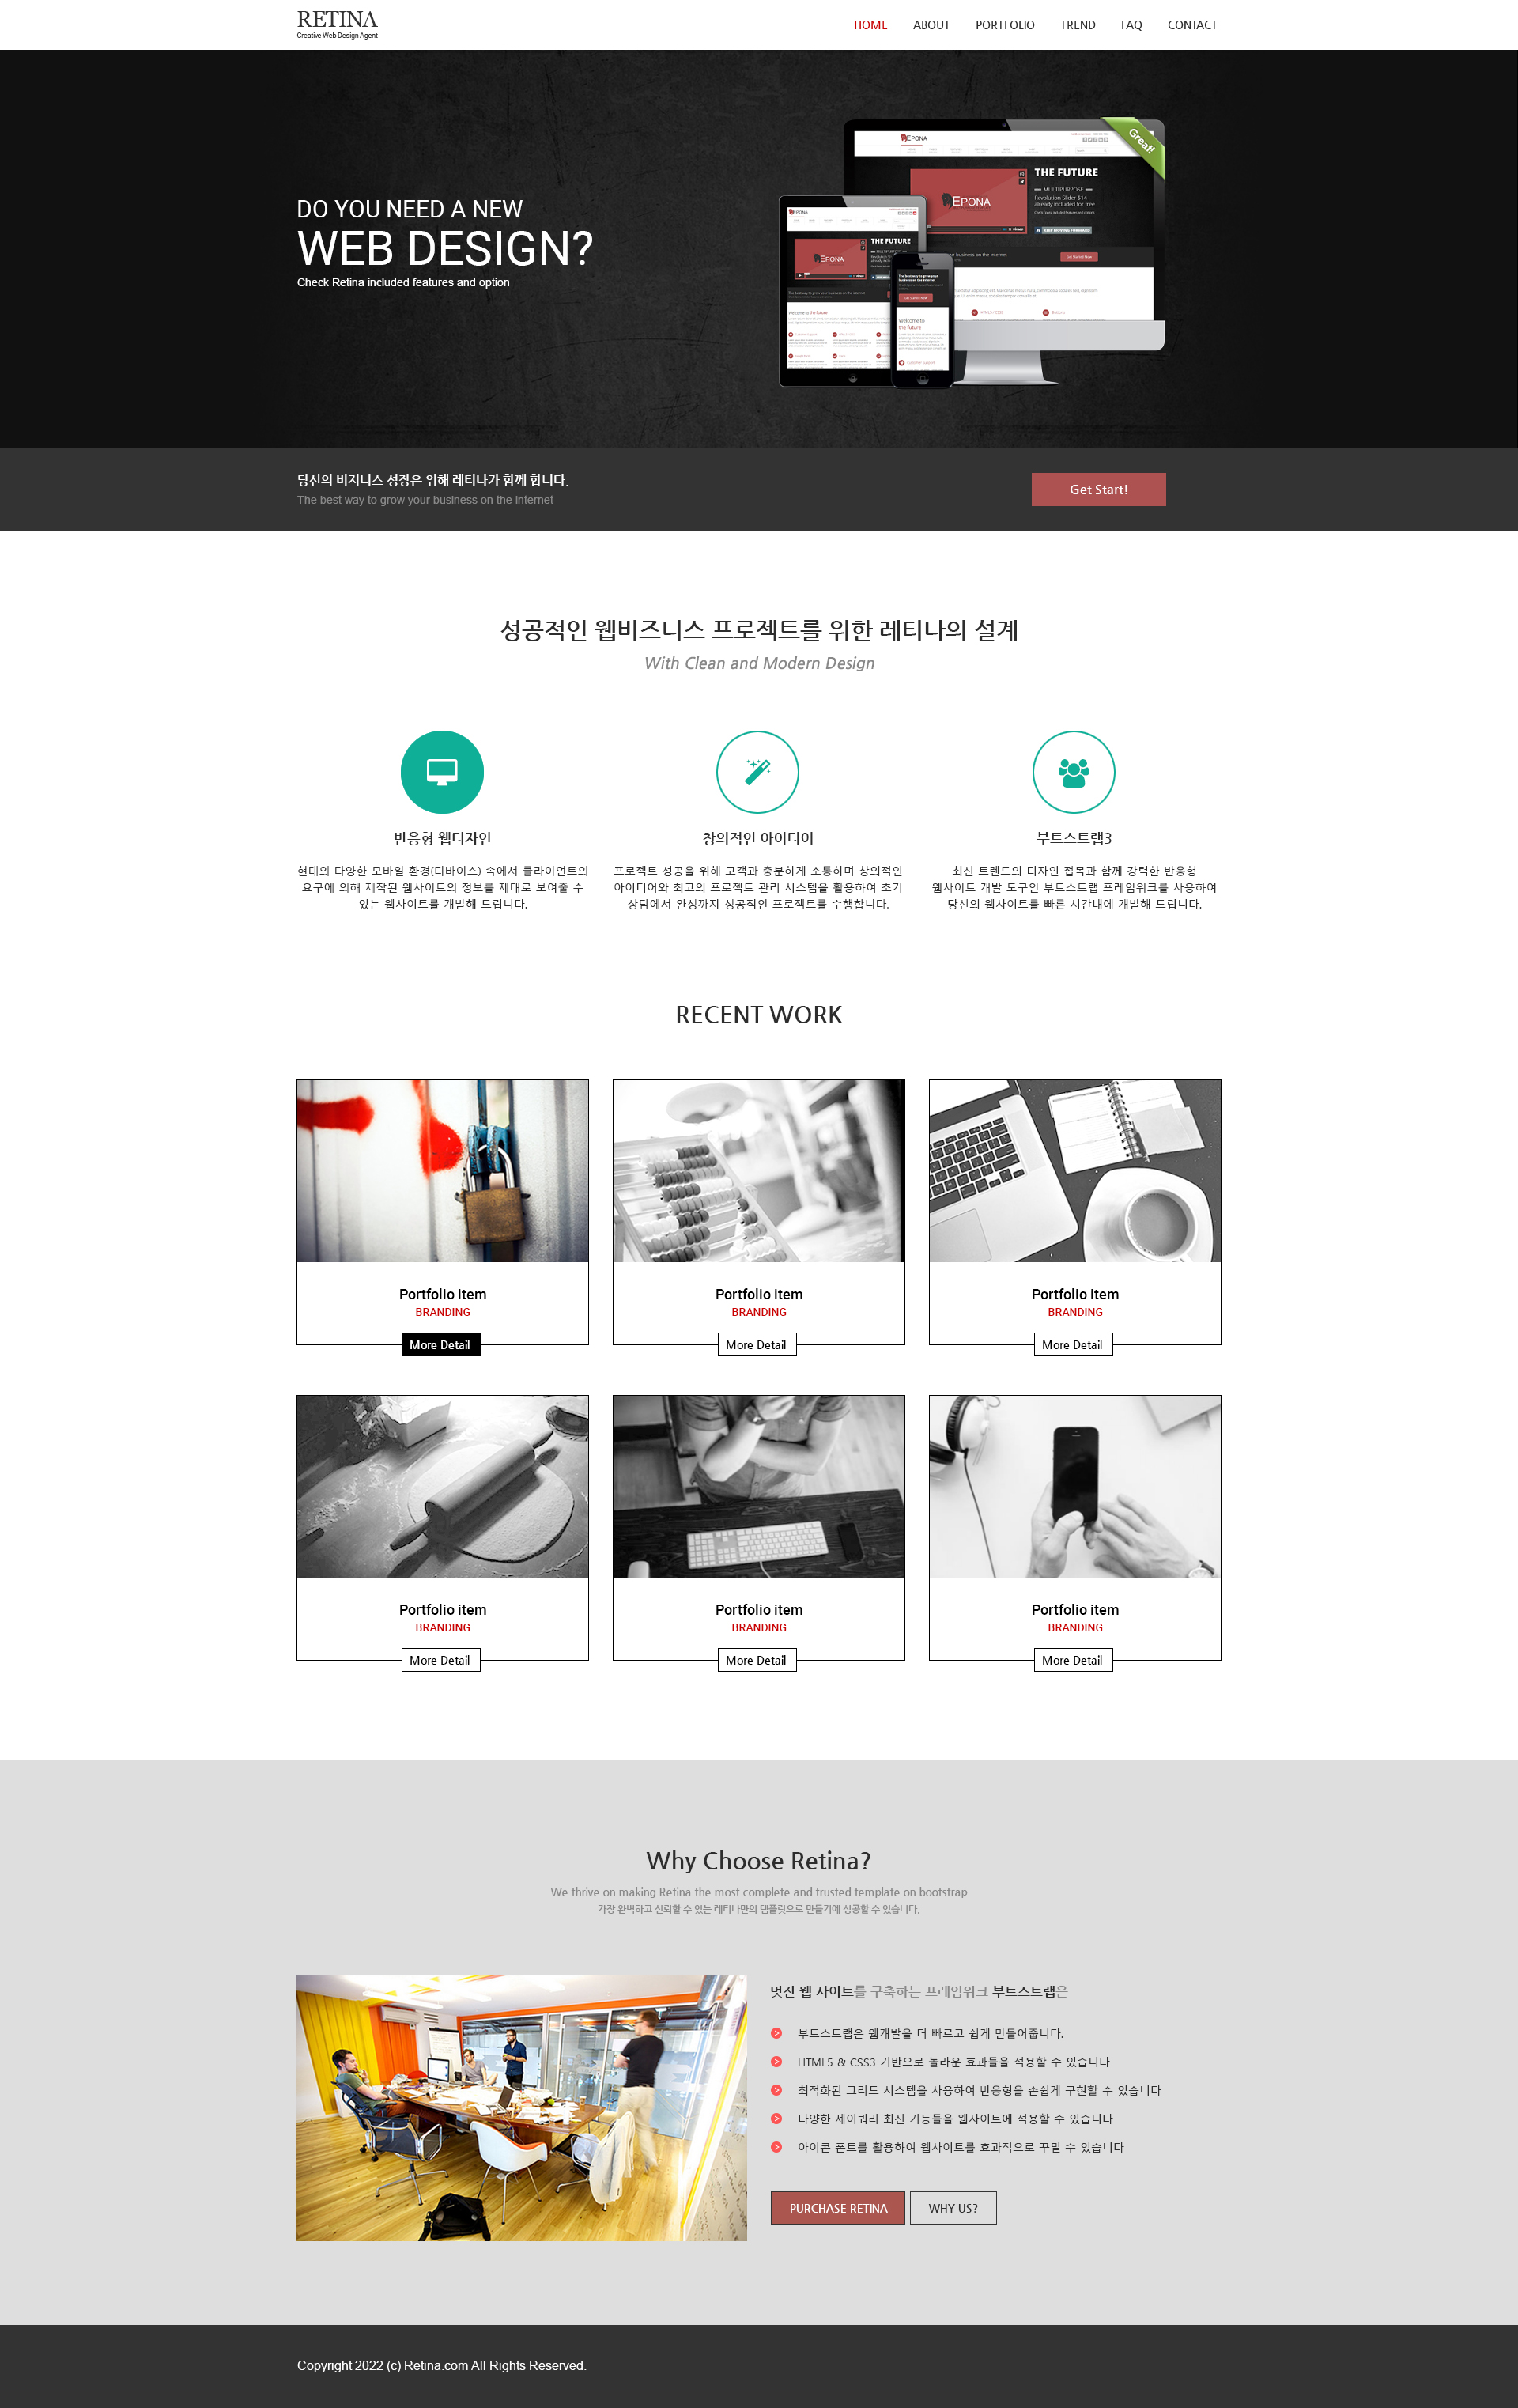 RETINA
Creative Web Design Agent
HOME ABOUT PORTFOLIO TREND FAQ CONTACT
DO YOU NEED A NEW
WEB DESIGN?
Check Retina included features and option
Great!
EPONA
THE FUTURE
MULTIPURPOSE
Revolution Slider $14
already included for free
EPONA
EPONA
THE FUTURE
EPONA
Welcome to
the future
당신의 비지니스 성장은 위해 레티나가 함께 합니다.
The best way to grow your business on the internet
Get Start!
성공적인 웹비즈니스 프로젝트를 위한 레티나의 설계
With Clean and Modern Design
반응형 웹디자인
현대의 다양한 모바일 환경(디바이스) 속에서 클라이언트의
요구에 의해 제작된 웹사이트의 정보를 제대로 보여줄 수
있는 웹사이트를 개발해 드립니다.
창의적인 아이디어
프로젝트 성공을 위해 고객과 충분하게 소통하며 창의적인
아이디어와 최고의 프로젝트 관리 시스템을 활용하여 초기
상담에서 완성까지 성공적인 프로젝트를 수행합니다.
부트스트랩3
최신 트렌드의 디자인 접목과 함께 강력한 반응형
웹사이트 개발 도구인 부트스트랩 프레임워크를 사용하여
당신의 웹사이트를 빠른 시간내에 개발해 드립니다.
RECENT WORK
Portfolio item
BRANDING
More Detail
Portfolio item
BRANDING
More Detail
Portfolio item
BRANDING
More Detail
Portfolio item
BRANDING
More Detail
Portfolio item
BRANDING
More Detail
Portfolio item
BRANDING
More Detail
Why Choose Retina?
We thrive on making Retina the most complete and trusted template on bootstrap
가장 완벽하고 신뢰할 수 있는 레티나만의 템플릿으로 만들기에 성공할 수 있습니다.
멋진 웹 사이트를 구축하는 프레임워크 부트스트랩은
부트스트랩은 웹개발을 더 빠르고 쉽게 만들어줍니다.
HTML5 & CSS3 기반으로 놀라운 효과들을 적용할 수 있습니다
최적화된 그리드 시스템을 사용하여 반응형을 손쉽게 구현할 수 있습니다
다양한 제이쿼리 최신 기능들을 웹사이트에 적용할 수 있습니다
아이콘 폰트를 활용하여 웹사이트를 효과적으로 꾸밀 수 있습니다
PURCHASE RETINA WHY US?
Copyright 2022 (c) Retina.com All Rights Reserved.